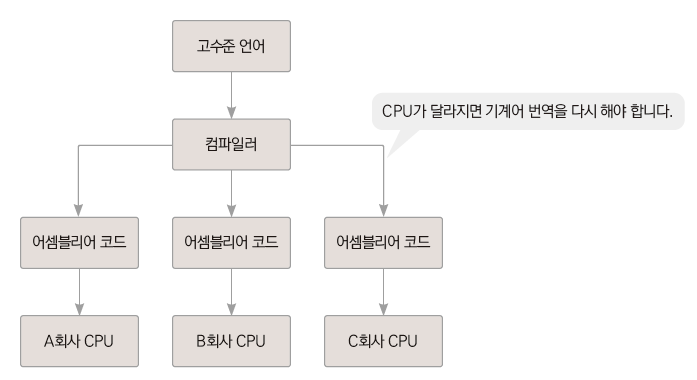 고수준 언어
CPU가 달라지면 기계어 번역을 다시 해야 합니다.
컴파일러
어셈블리어 코드
어셈블리어 코드
어셈블리어 코드
A회사 CPU
B회사 CPU
C회사 CPU